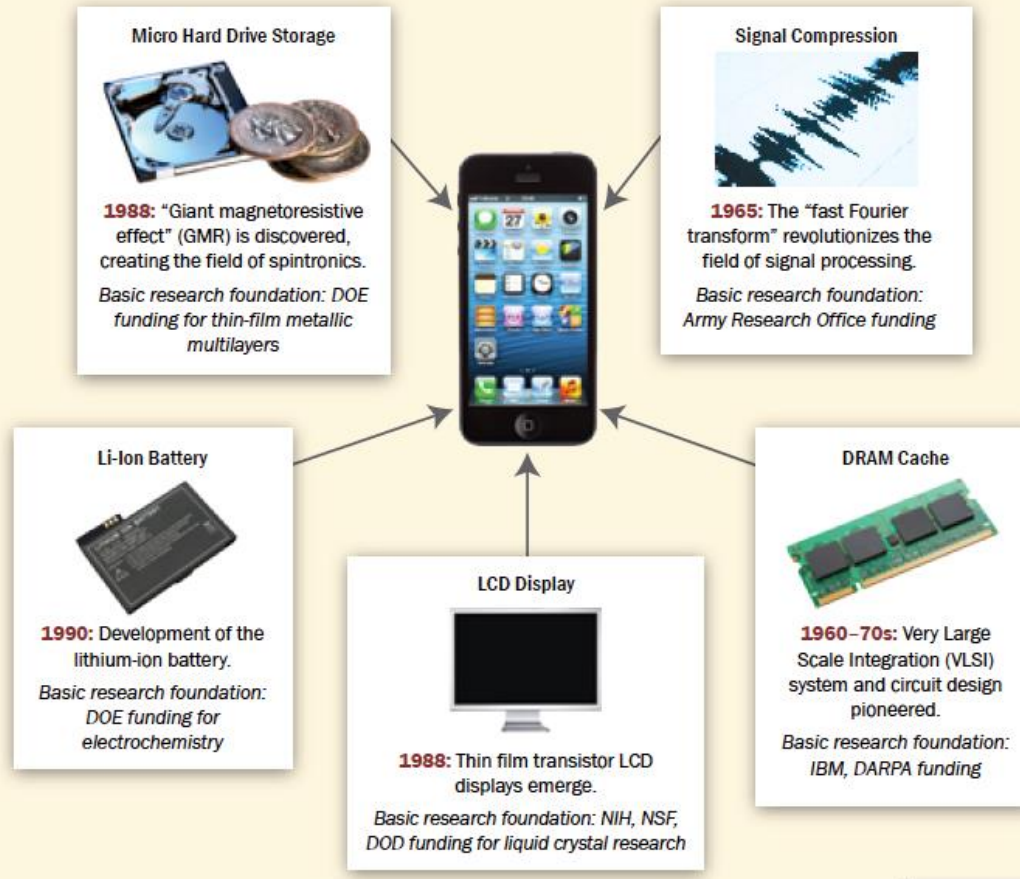 Micro Hard Drive Storage
1988: “Giant magnetoresistive
effect” (GMR) is discovered,
creating the field of spintronics.
Basic research foundation: DOE
funding for thin-film metallic
multilayers
Signal Compression
1965: The “fast Fourier
transform” revolutionizes the
field of signal processing.
Basic research foundation:
Army Research Office funding
27
Li-Ion Battery
1990: Development of the
lithium-ion battery.
Basic research foundation:
DOE funding for
electrochemistry
LCD Display
1988: Thin film transistor LCD
displays emerge.
Basic research foundation: NIH, NSF,
DOD funding for liquid crystal research
DRAM Cache
1960–70s: Very Large
Scale Integration (VLSI)
system and circuit design
pioneered.
Basic research foundation:
IBM, DARPA funding